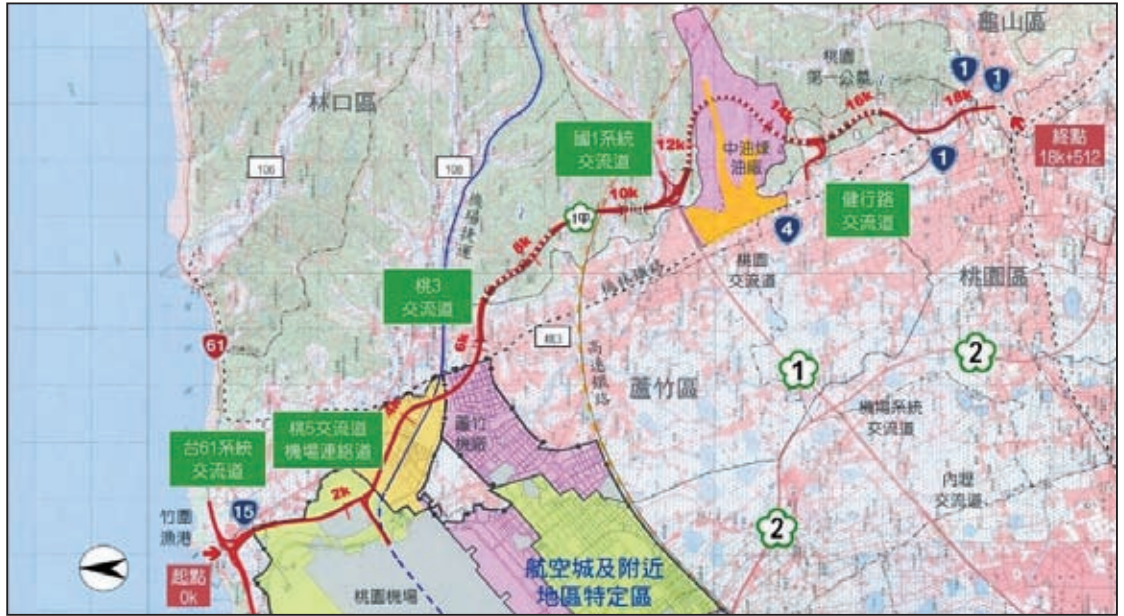 龜山區
桃園
第一公墓
1
1
林口區
106
106
14k
16k
18k
終點
18k+512
國1系統
交流道
12k
中油煉
油廠
1
10k
1甲
健行路
交流道
4
桃園
交流道
桃園區
機場捷運
8k
桃林鐵路
桃3
交流道
6k
桃3
高速鐵路
61
蘆竹區
1
2
機場系統
交流道
台61系統
交流道
桃5交流道
機場連絡道
4k
蘆竹
機廠
內壢
交流道
2k
15
竹圍
漁港
2
起點
0k
桃園機場
航空城及附近
地區特定區